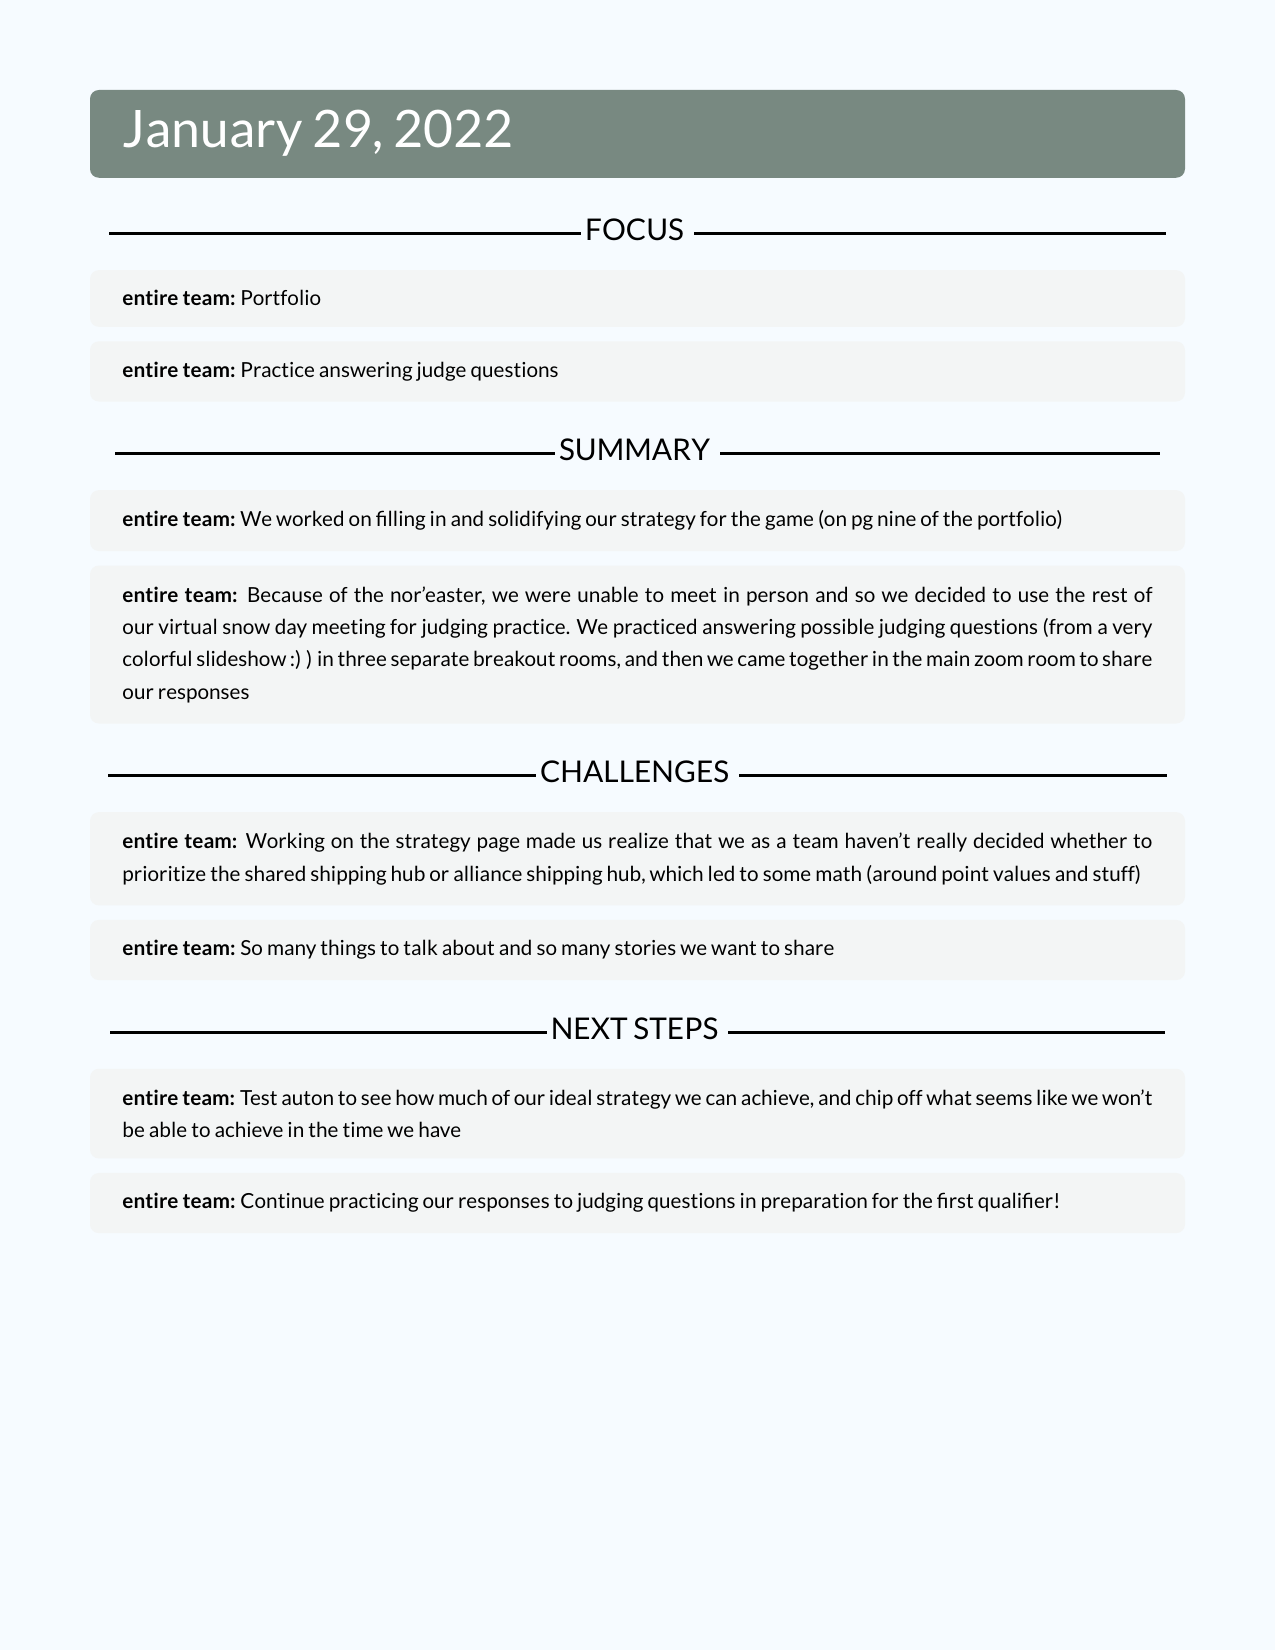 January 29, 2022
FOCUS
entire team: Portfolio
entire team: Practice answering judge questions
SUMMARY
entire team: We worked on filling in and solidifying our strategy for the game (on pg nine of the portfolio)
entire team: Because of the nor’easter, we were unable to meet in person and so we decided to use the rest of
our virtual snow day meeting for judging practice. We practiced answering possible judging questions (from a very
colorful slideshow :) ) in three separate breakout rooms, and then we came together in the main zoom room to share
our responses
CHALLENGES
entire team: Working on the strategy page made us realize that we as a team haven’t really decided whether to
prioritize the shared shipping hub or alliance shipping hub, which led to some math (around point values and stuff)
entire team: So many things to talk about and so many stories we want to share
NEXT STEPS
entire team: Test auton to see how much of our ideal strategy we can achieve, and chip off what seems like we won’t
be able to achieve in the time we have
entire team: Continue practicing our responses to judging questions in preparation for the first qualifier!